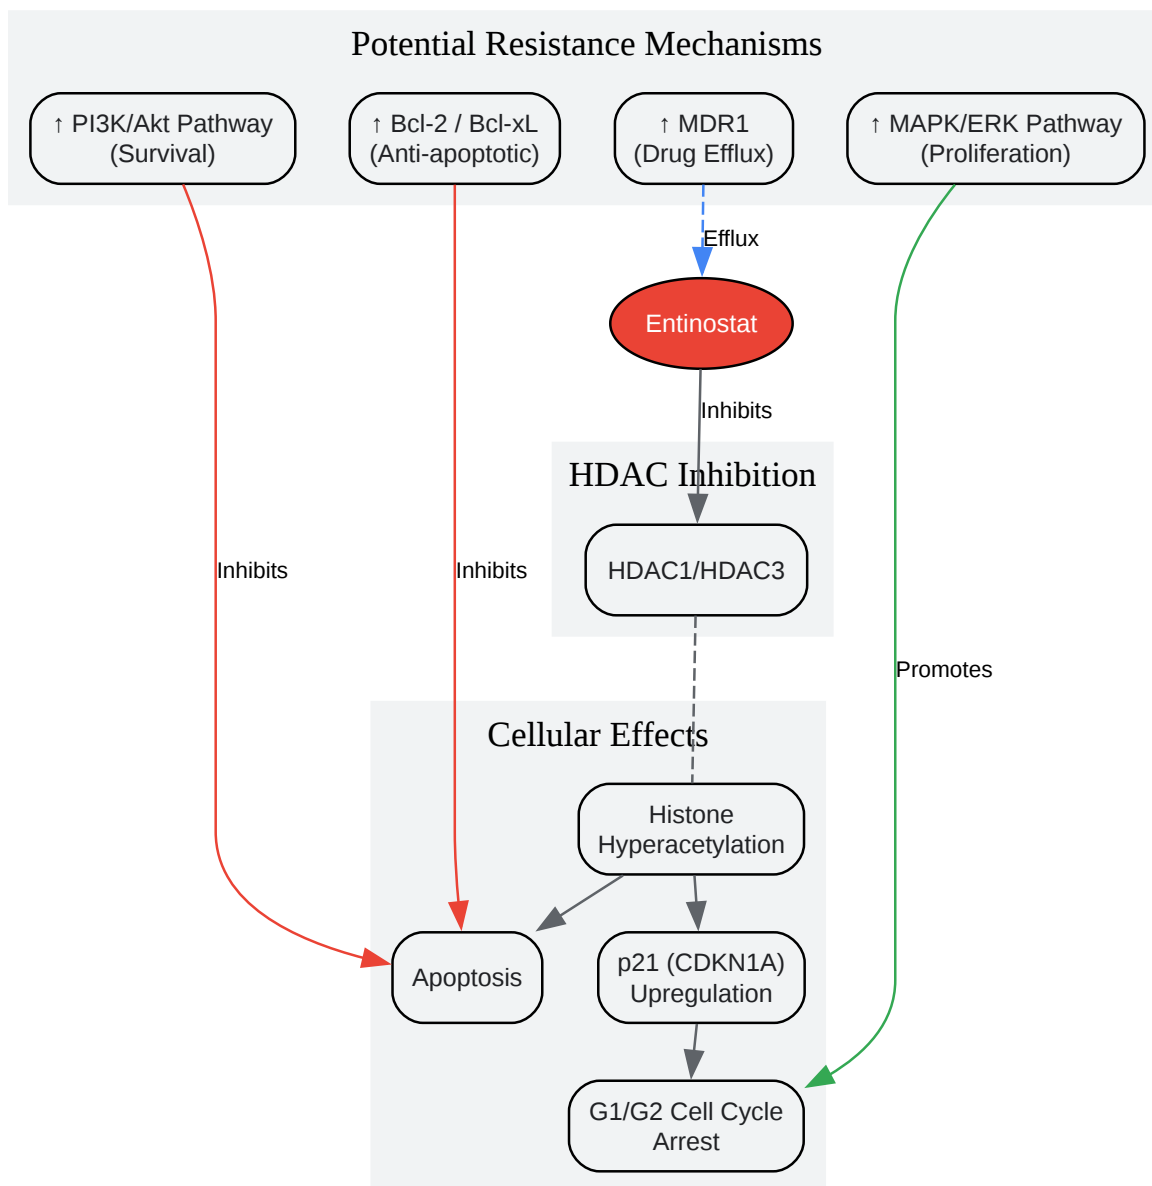 Potential Resistance Mechanisms
↑ PI3K/Akt Pathway
(Survival)
↑ Bcl-2 / Bcl-xL
(Anti-apoptotic)
↑ MDR1
(Drug Efflux)
↑ MAPK/ERK Pathway
(Proliferation)
Efflux
Entinostat
Inhibits
HDAC Inhibition
HDAC1/HDAC3
Inhibits
Inhibits
Promotes
Cellular Effects
Histone
Hyperacetylation
Apoptosis
p21 (CDKN1A)
Upregulation
G1/G2 Cell Cycle
Arrest